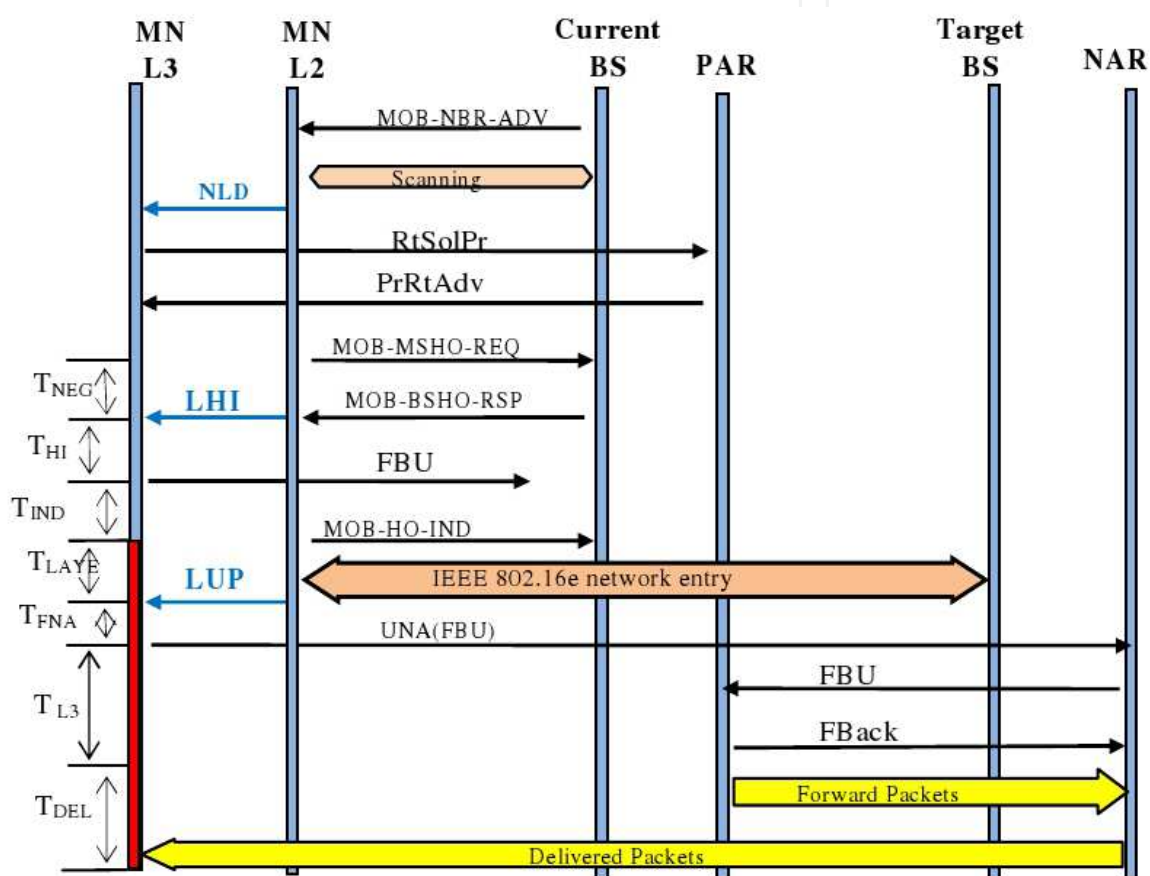 MN L3
MN L2
Current BS
PAR
Target BS
NAR
MOB-NBR-ADV
Scanning
NLD
RtSolPr
PrRtAdv
MOB-MSHO-REQ
TNEG
LHI
MOB-BSHO-RSP
THI
FBU
TIND
MOB-HO-IND
TLAYE
LUP
IEEE 802.16e network entry
TFNA
UNA(FBU)
FBU
TL3
FBack
Forward Packets
TDEL
Delivered Packets